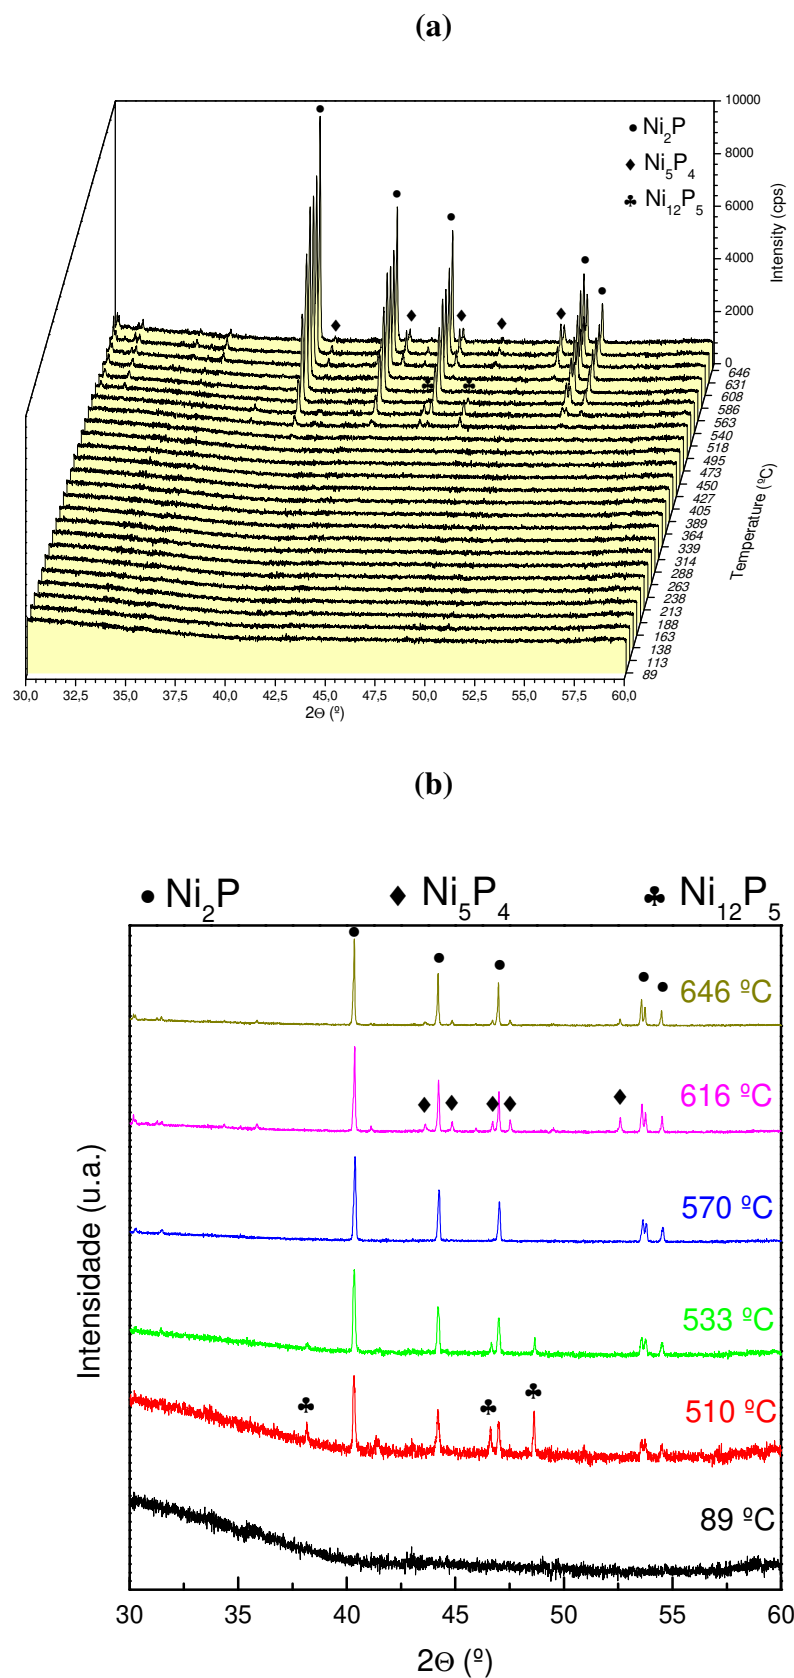 (a)
10000
8000
6000
4000
2000
0
Intensity (cps)
● Ni2P
♦ Ni5P4
♣ Ni12P5
646
631
608
586
563
540
518
495
473
450
427
405
389
364
339
314
288
263
238
213
188
163
138
113
89
Temperature (ºC)
30,0 32,5 35,0 37,5 40,0 42,5 45,0 47,5 50,0 52,5 55,0 57,5 60,0
2Θ (º)
(b)
● Ni2P ♦ Ni5P4 ♣ Ni12P5
646 ºC
616 ºC
570 ºC
533 ºC
510 ºC
89 ºC
Intensidade (u.a.)
30 35 40 45 50 55 60
2Θ (º)